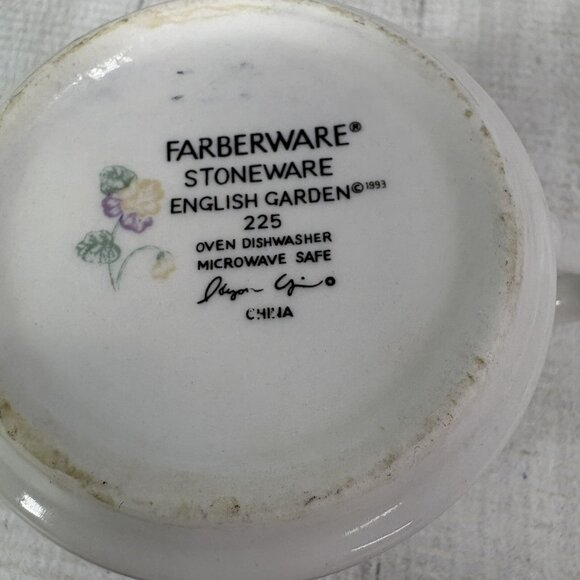 FARBERWARE®
STONEWARE
ENGLISH GARDEN © 1993
225
OVEN DISHWASHER
MICROWAVE SAFE
CHINA